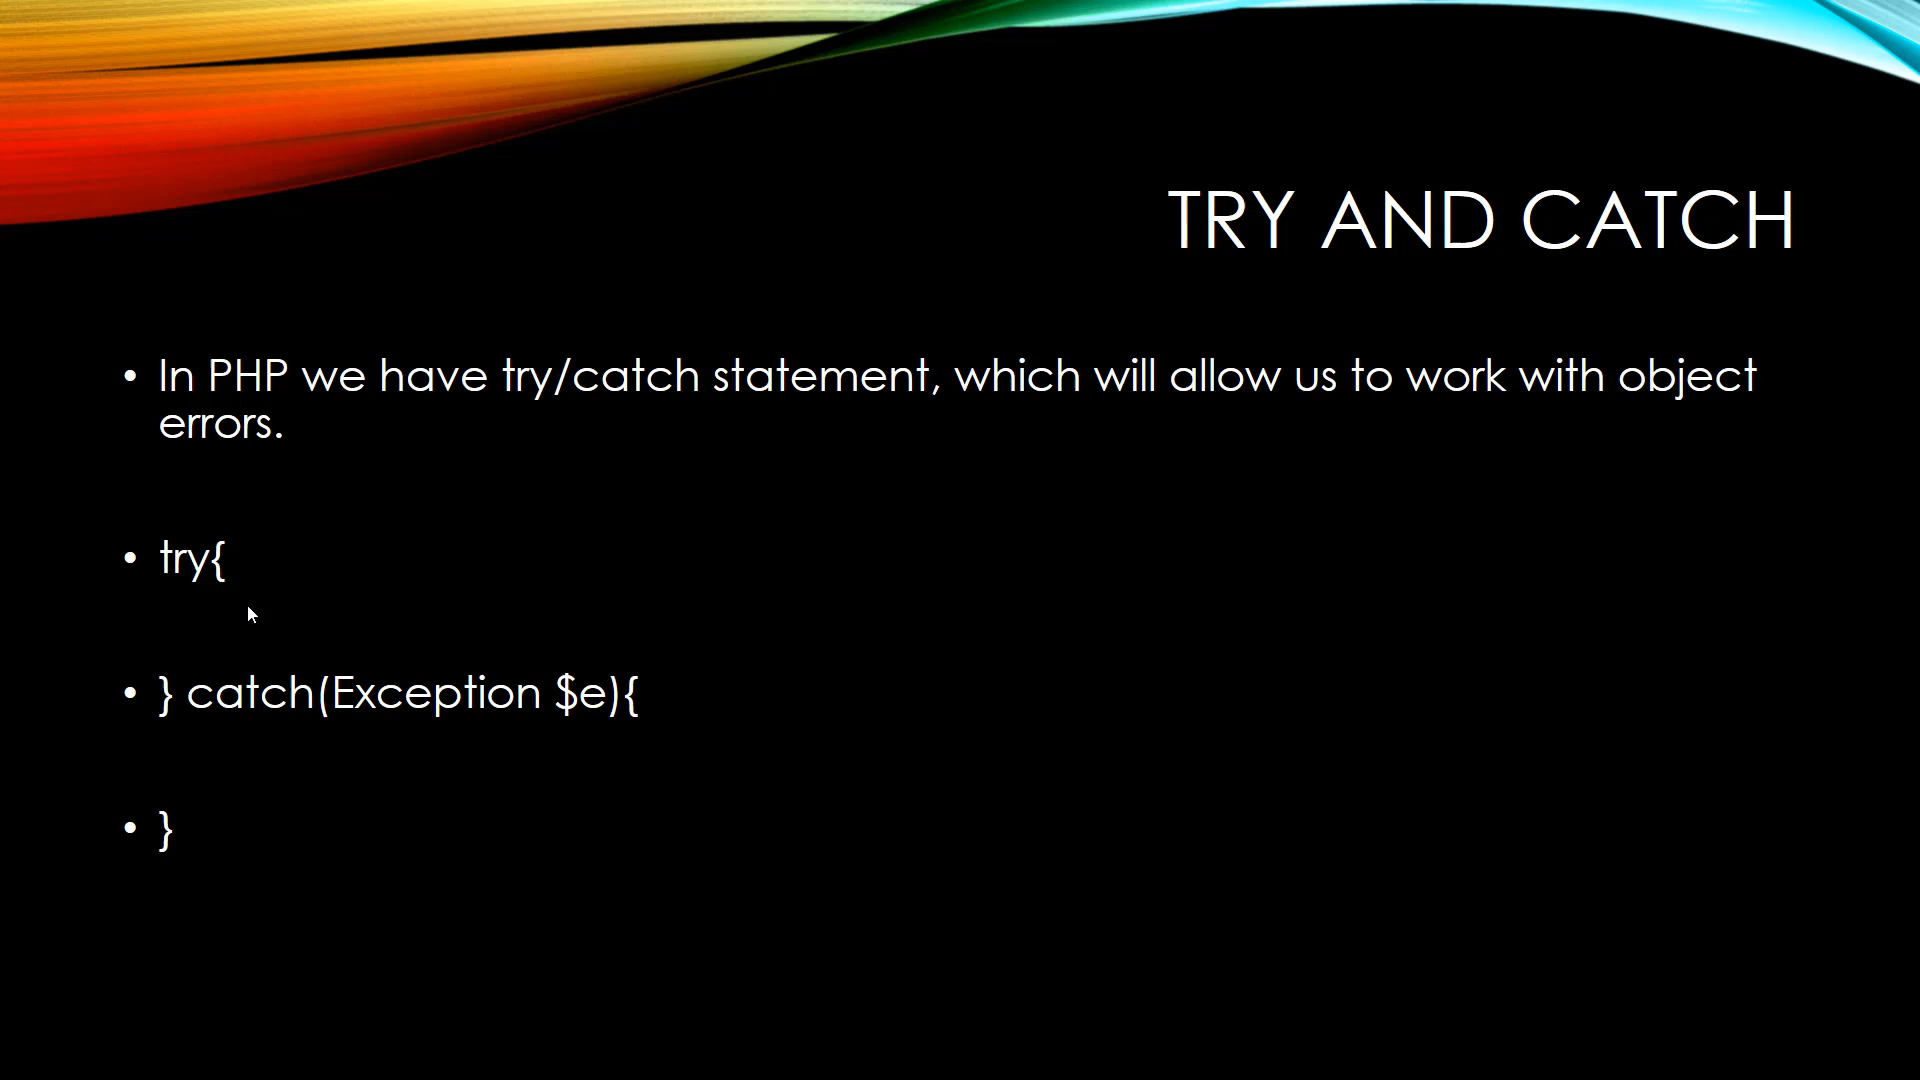 TRY AND CATCH
• In PHP we have try/catch statement, which will allow us to work with object
errors.
• try{
• } catch(Exception $e){
• }